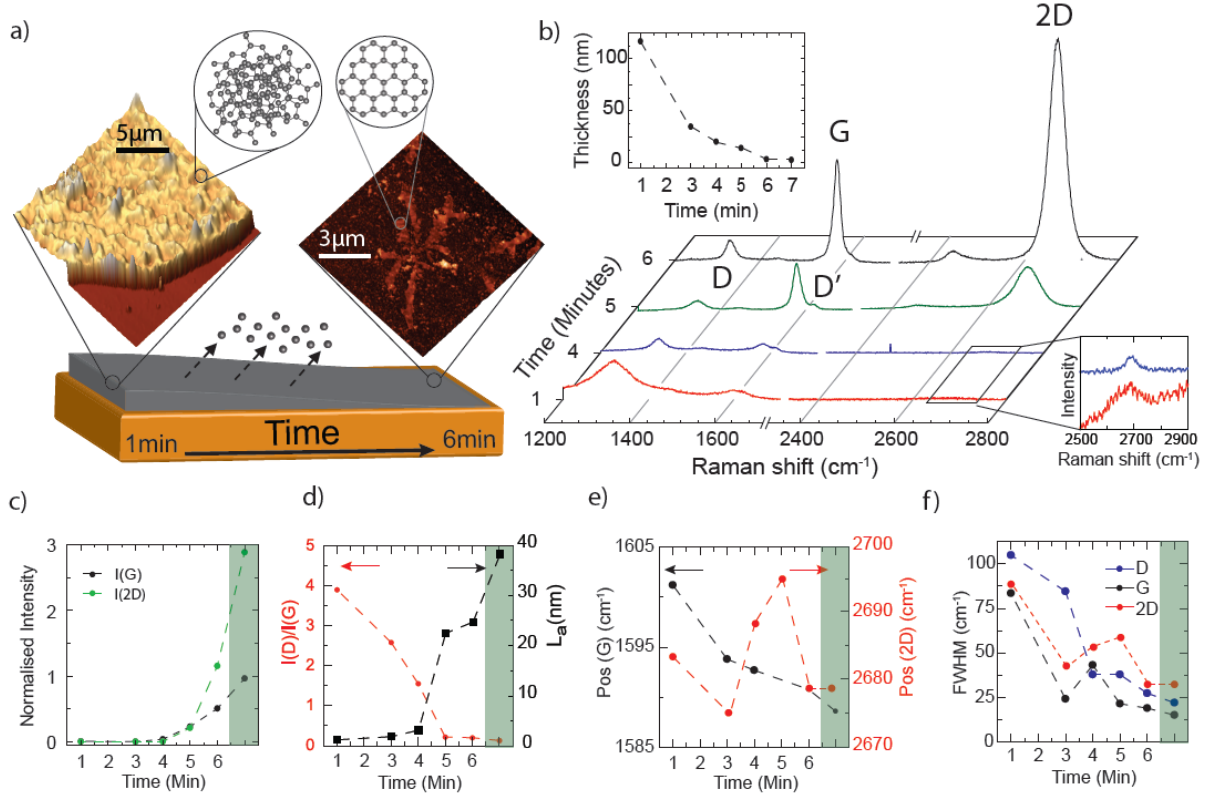 a)
5μm
3μm
1min
Time
6min
b)
Thickness (nm)
100
50
0
1 2 3 4 5 6 7
Time (min)
2D
G
D
D'
Time (Minutes)
6
5
4
1
1200 1400 1600 2400 2600 2800
Raman shift (cm⁻¹)
Intensity
2500 2700 2900
Raman shift (cm⁻¹)
c)
Normalised Intensity
3
2
1
0
I(G)
I(2D)
1 2 3 4 5 6
Time (Min)
d)
I(D)/I(G)
5
4
3
2
1
0
40
30
20
10
0
Lₐ(nm)
1 2 3 4 5 6
Time (Min)
e)
Pos (G) (cm⁻¹)
1605
1595
1585
2700
2690
2680
2670
Pos (2D) (cm⁻¹)
1 2 3 4 5 6
Time (Min)
f)
FWHM (cm⁻¹)
100
75
50
25
0
D
G
2D
1 2 3 4 5 6
Time (Min)